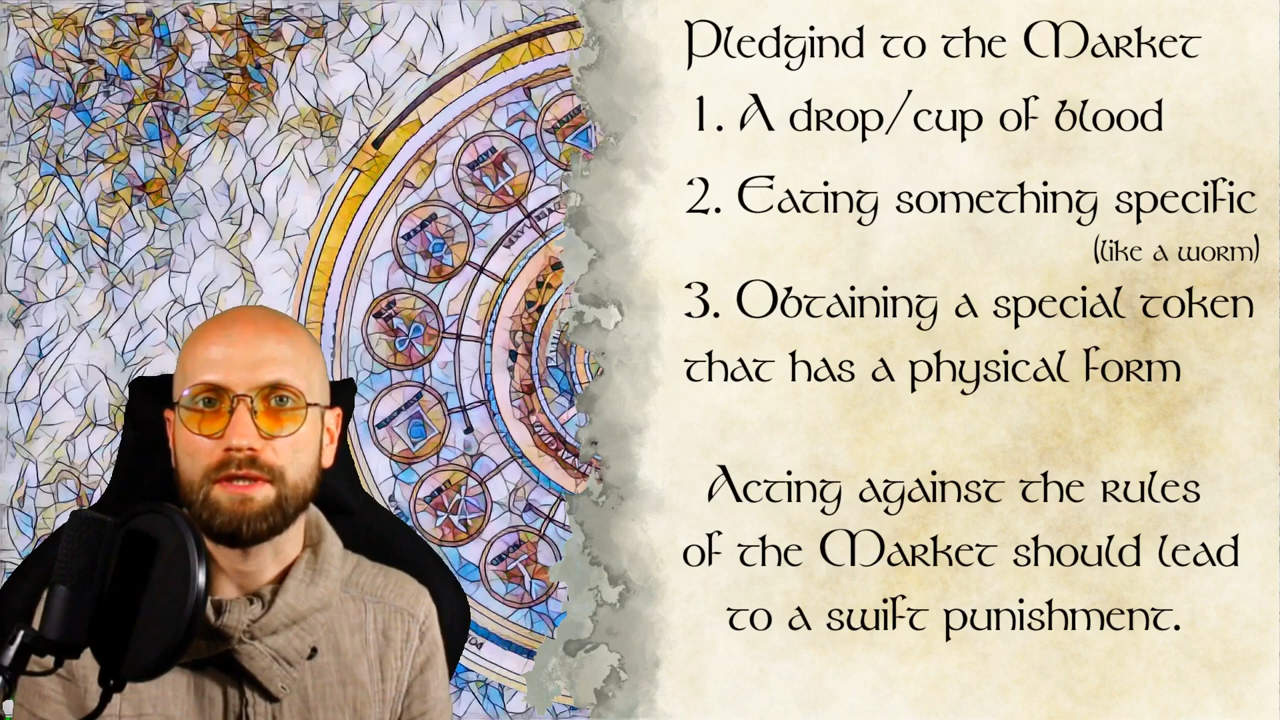 Pledgind to the Market
1. A drop/cup of blood
2. Eating something specific
(like a worm)
3. Obtaining a special token
that has a physical form
Acting against the rules
of the Market should lead
to a swift punishment.